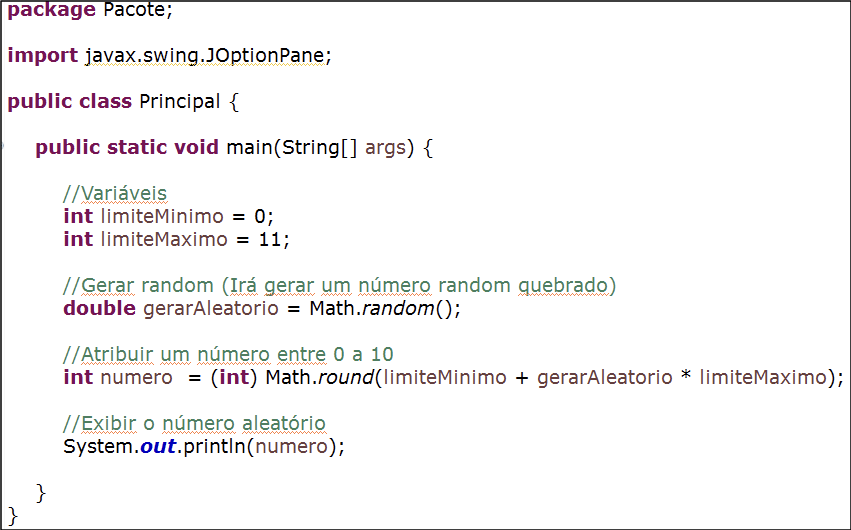 package Pacote;
import javax.swing.JOptionPane;
public class Principal {
public static void main(String[] args) {
//Variáveis
int limiteMinimo = 0;
int limiteMaximo = 11;
//Gerar random (Irá gerar um número random quebrado)
double gerarAleatorio = Math.random();
//Atribuir um número entre 0 a 10
int numero  = (int) Math.round(limiteMinimo + gerarAleatorio * limiteMaximo);
//Exibir o número aleatório
System.out.println(numero);
}
}